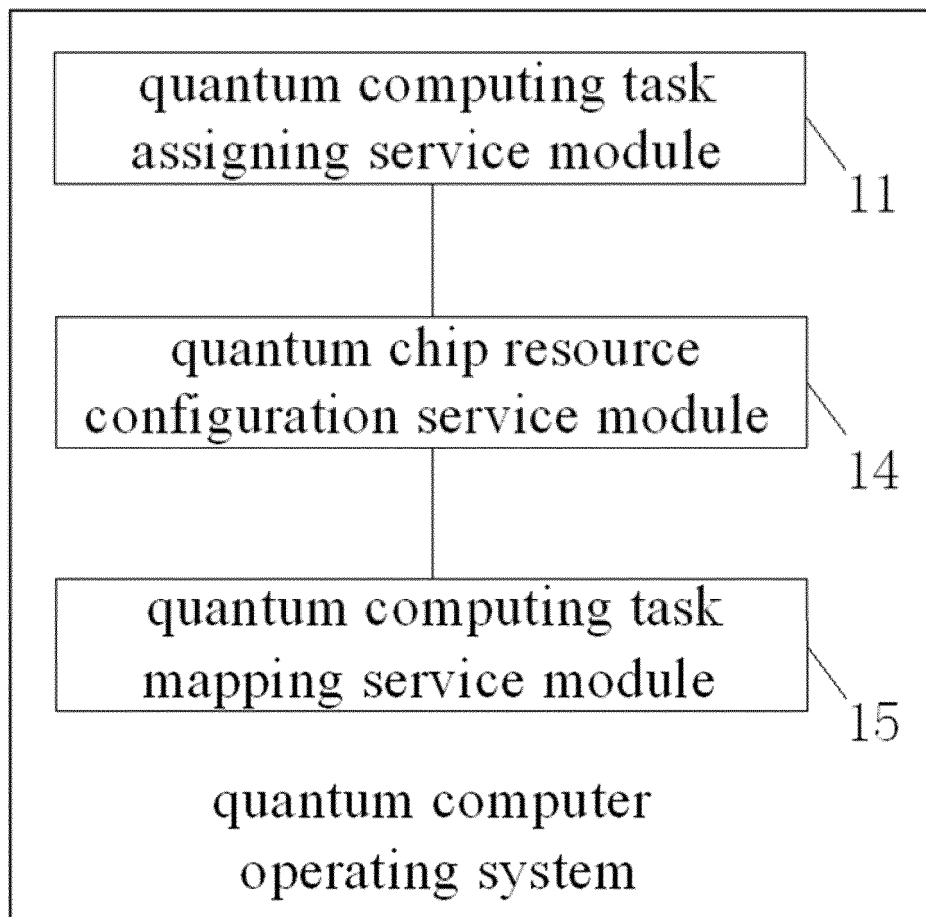 quantum computing task
assigning service module
11
quantum chip resource
configuration service module
14
quantum computing task
mapping service module
15
quantum computer
operating system